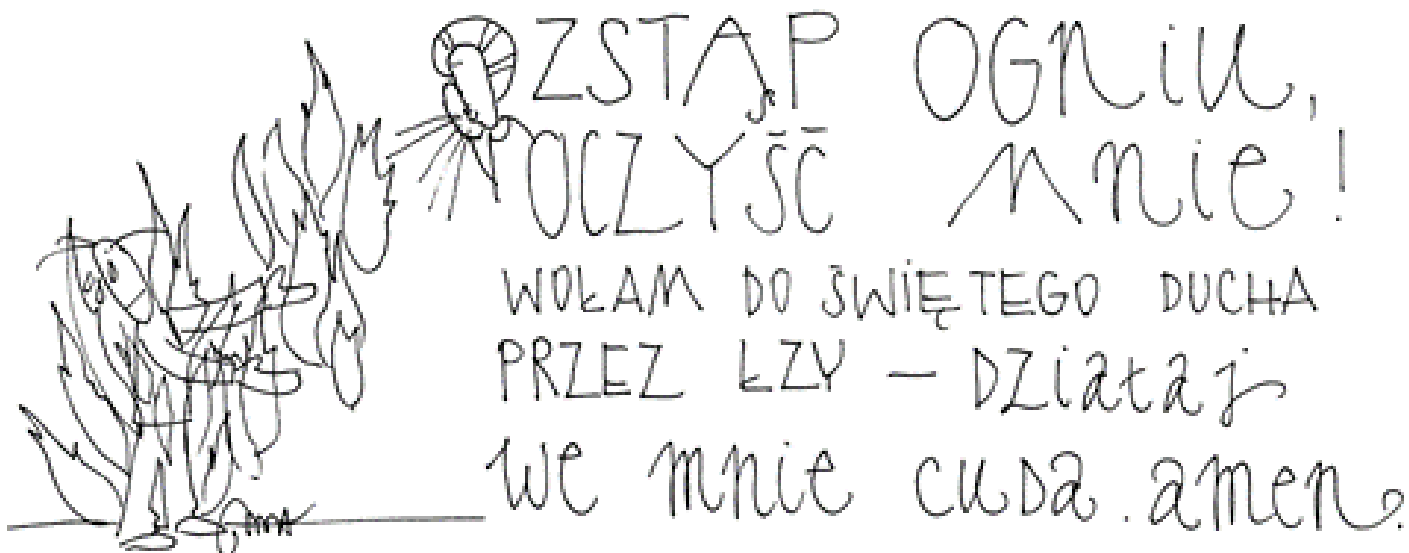 ZSTĄP OGNIU,
OCZYŚĆ MNIE!
WOŁAM DO ŚWIĘTEGO DUCHA
PRZEZ ŁZY – DZiałaj
we mnie cuDa. amen.